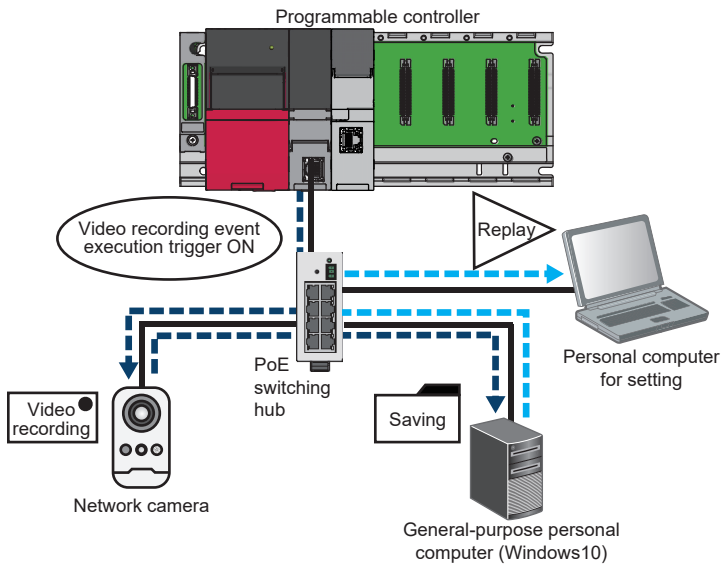 Programmable controller
Video recording event
execution trigger ON
Replay
PoE
switching
hub
Personal computer
for setting
Video
recording
Saving
Network camera
General-purpose personal
computer (Windows10)